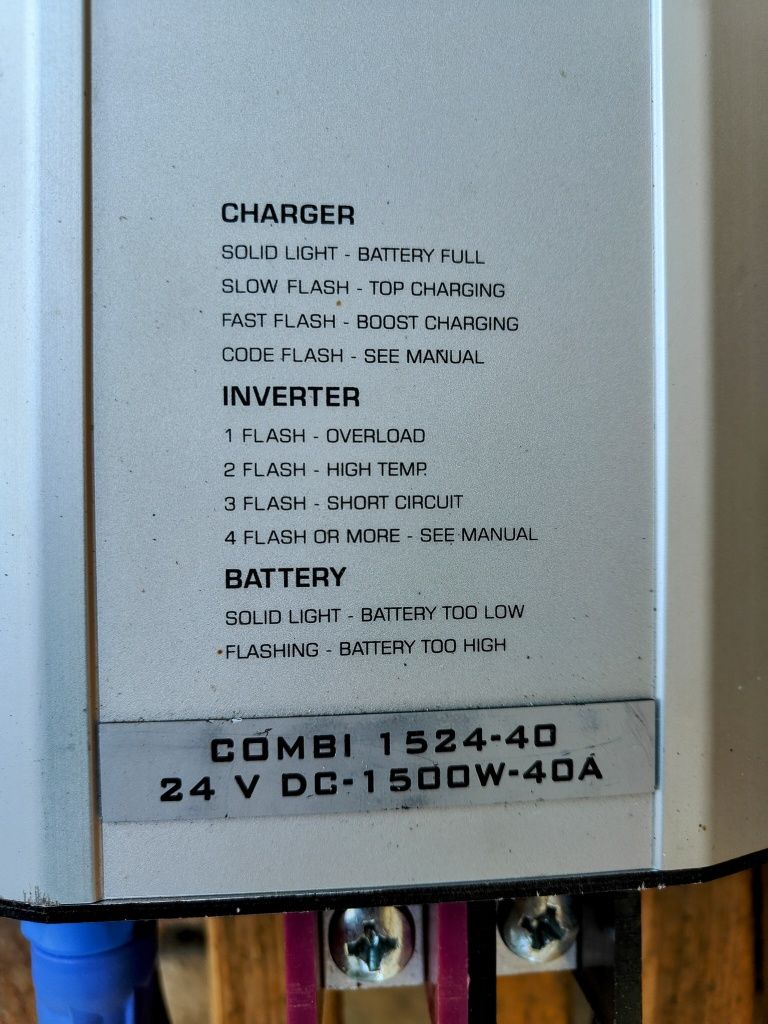 CHARGER
SOLID LIGHT - BATTERY FULL
SLOW FLASH - TOP CHARGING
FAST FLASH - BOOST CHARGING
CODE FLASH - SEE MANUAL
INVERTER
1 FLASH - OVERLOAD
2 FLASH - HIGH TEMP.
3 FLASH - SHORT CIRCUIT
4 FLASH OR MORE - SEE MANUAL
BATTERY
SOLID LIGHT - BATTERY TOO LOW
FLASHING - BATTERY TOO HIGH
COMBI 1524-40
24 V DC-1500W-40A